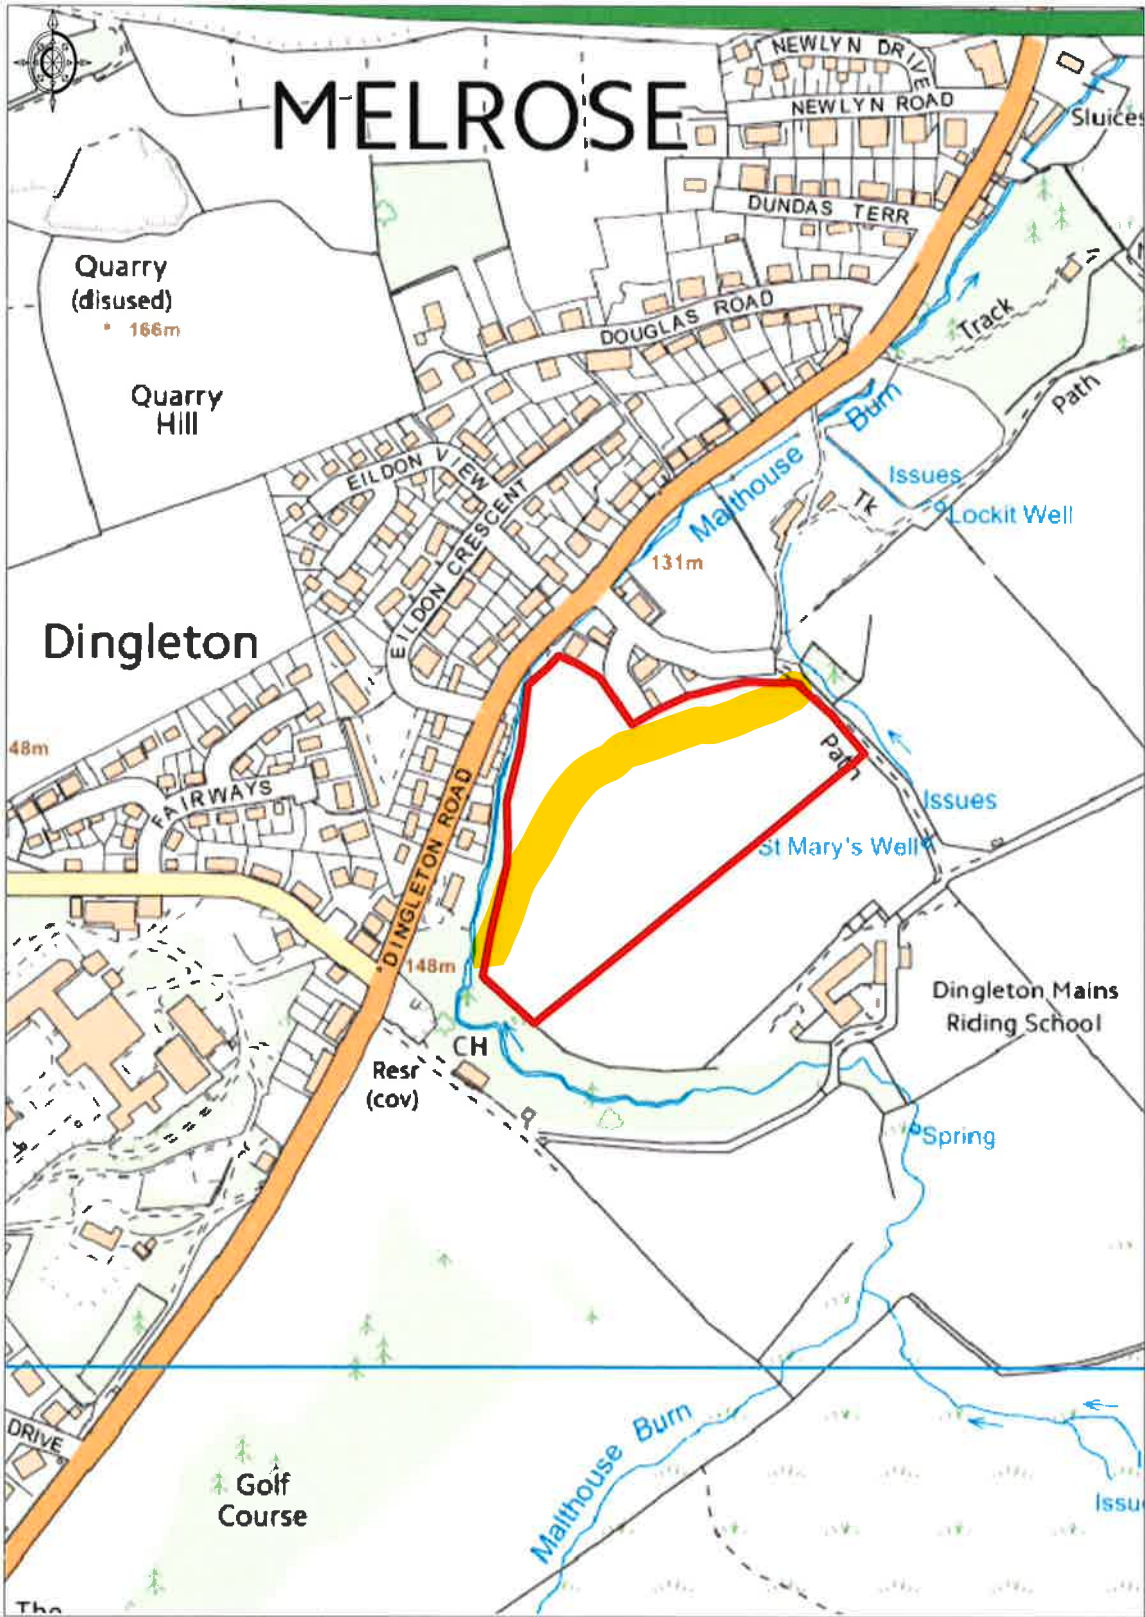 NEWLYN DRIVE
MELROSE
NEWLYN ROAD
Sluices
DUNDAS TERR
Quarry
(disused)
166m
DOUGLAS ROAD
Track
Quarry
Hill
Path
Burn
EILDON VIEW
Malthouse
Issues
Tk
Lockit Well
EILDON CRESCENT
131m
Dingleton
48m
Path
FAIRWAYS
Issues
St Mary's Well
DINGLETON ROAD
148m
Dingleton Mains
Riding School
CH
Resr
(cov)
Spring
Malthouse Burn
DRIVE
Golf
Course
Issu
The